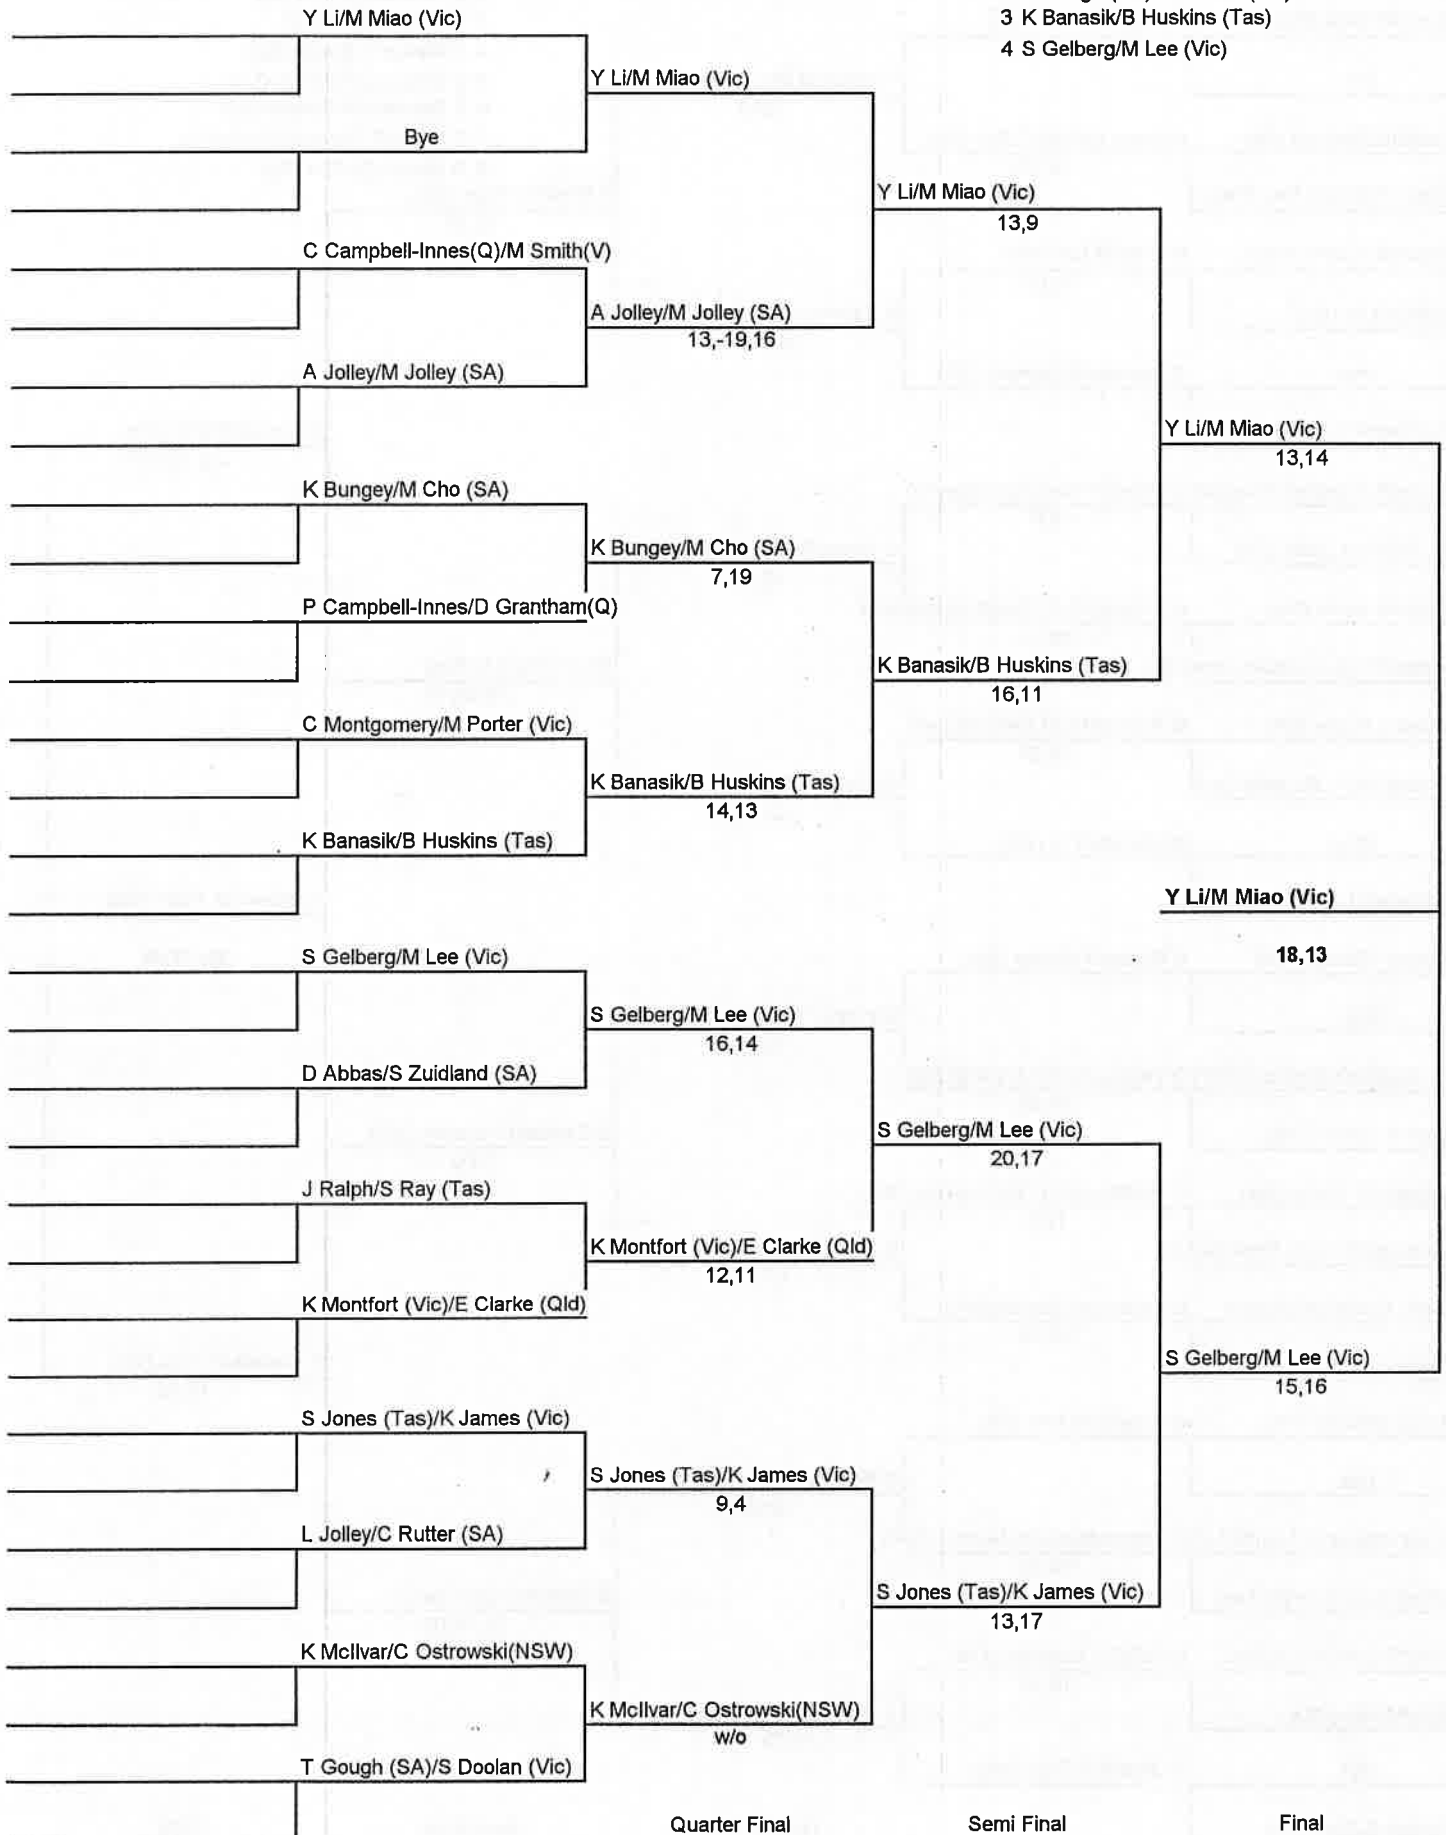 Y Li/M Miao (Vic)
3 K Banasik/B Huskins (Tas)
4 S Gelberg/M Lee (Vic)
Y Li/M Miao (Vic)
Bye
Y Li/M Miao (Vic)
13,9
C Campbell-Innes(Q)/M Smith(V)
A Jolley/M Jolley (SA)
13,-19,16
A Jolley/M Jolley (SA)
Y Li/M Miao (Vic)
13,14
K Bungey/M Cho (SA)
K Bungey/M Cho (SA)
7,19
P Campbell-Innes/D Grantham(Q)
K Banasik/B Huskins (Tas)
16,11
C Montgomery/M Porter (Vic)
K Banasik/B Huskins (Tas)
14,13
K Banasik/B Huskins (Tas)
Y Li/M Miao (Vic)
18,13
S Gelberg/M Lee (Vic)
S Gelberg/M Lee (Vic)
16,14
D Abbas/S Zuidland (SA)
S Gelberg/M Lee (Vic)
20,17
J Ralph/S Ray (Tas)
K Montfort (Vic)/E Clarke (Qld)
12,11
K Montfort (Vic)/E Clarke (Qld)
S Gelberg/M Lee (Vic)
15,16
S Jones (Tas)/K James (Vic)
S Jones (Tas)/K James (Vic)
9,4
L Jolley/C Rutter (SA)
S Jones (Tas)/K James (Vic)
13,17
K McIlvar/C Ostrowski(NSW)
K McIlvar/C Ostrowski(NSW)
w/o
T Gough (SA)/S Doolan (Vic)
Quarter Final
Semi Final
Final